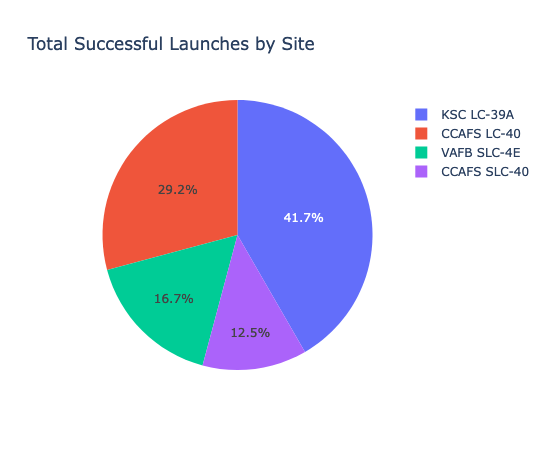 Total Successful Launches by Site
KSC LC-39A
CCAFS LC-40
VAFB SLC-4E
CCAFS SLC-40
29.2%
41.7%
16.7%
12.5%